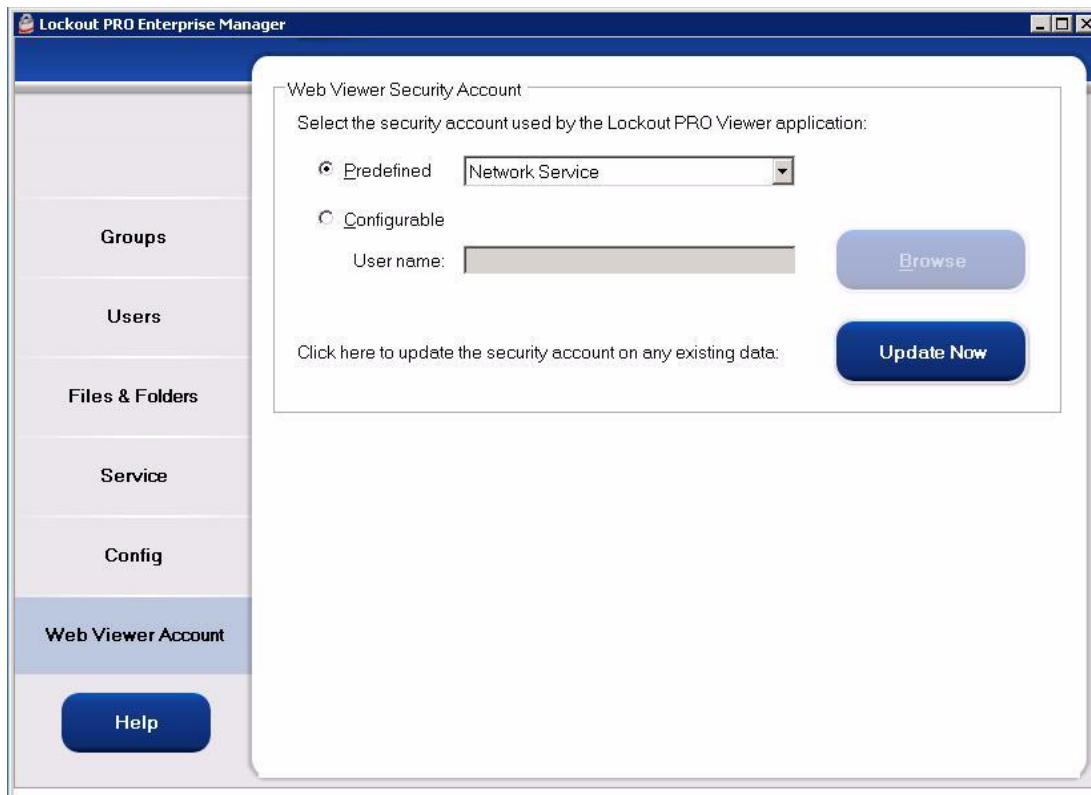 Lockout PRO Enterprise Manager
Web Viewer Security Account
Select the security account used by the Lockout PRO Viewer application:
Predefined
Network Service
Configurable
User name:
Browse
Click here to update the security account on any existing data:
Update Now
Groups
Users
Files & Folders
Service
Config
Web Viewer Account
Help